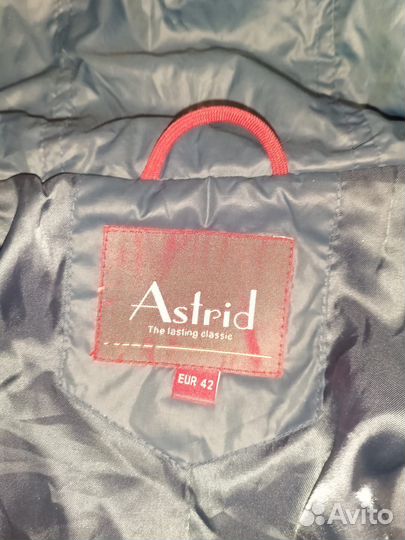 Astrid
The lasting classic
EUR 42
Avito